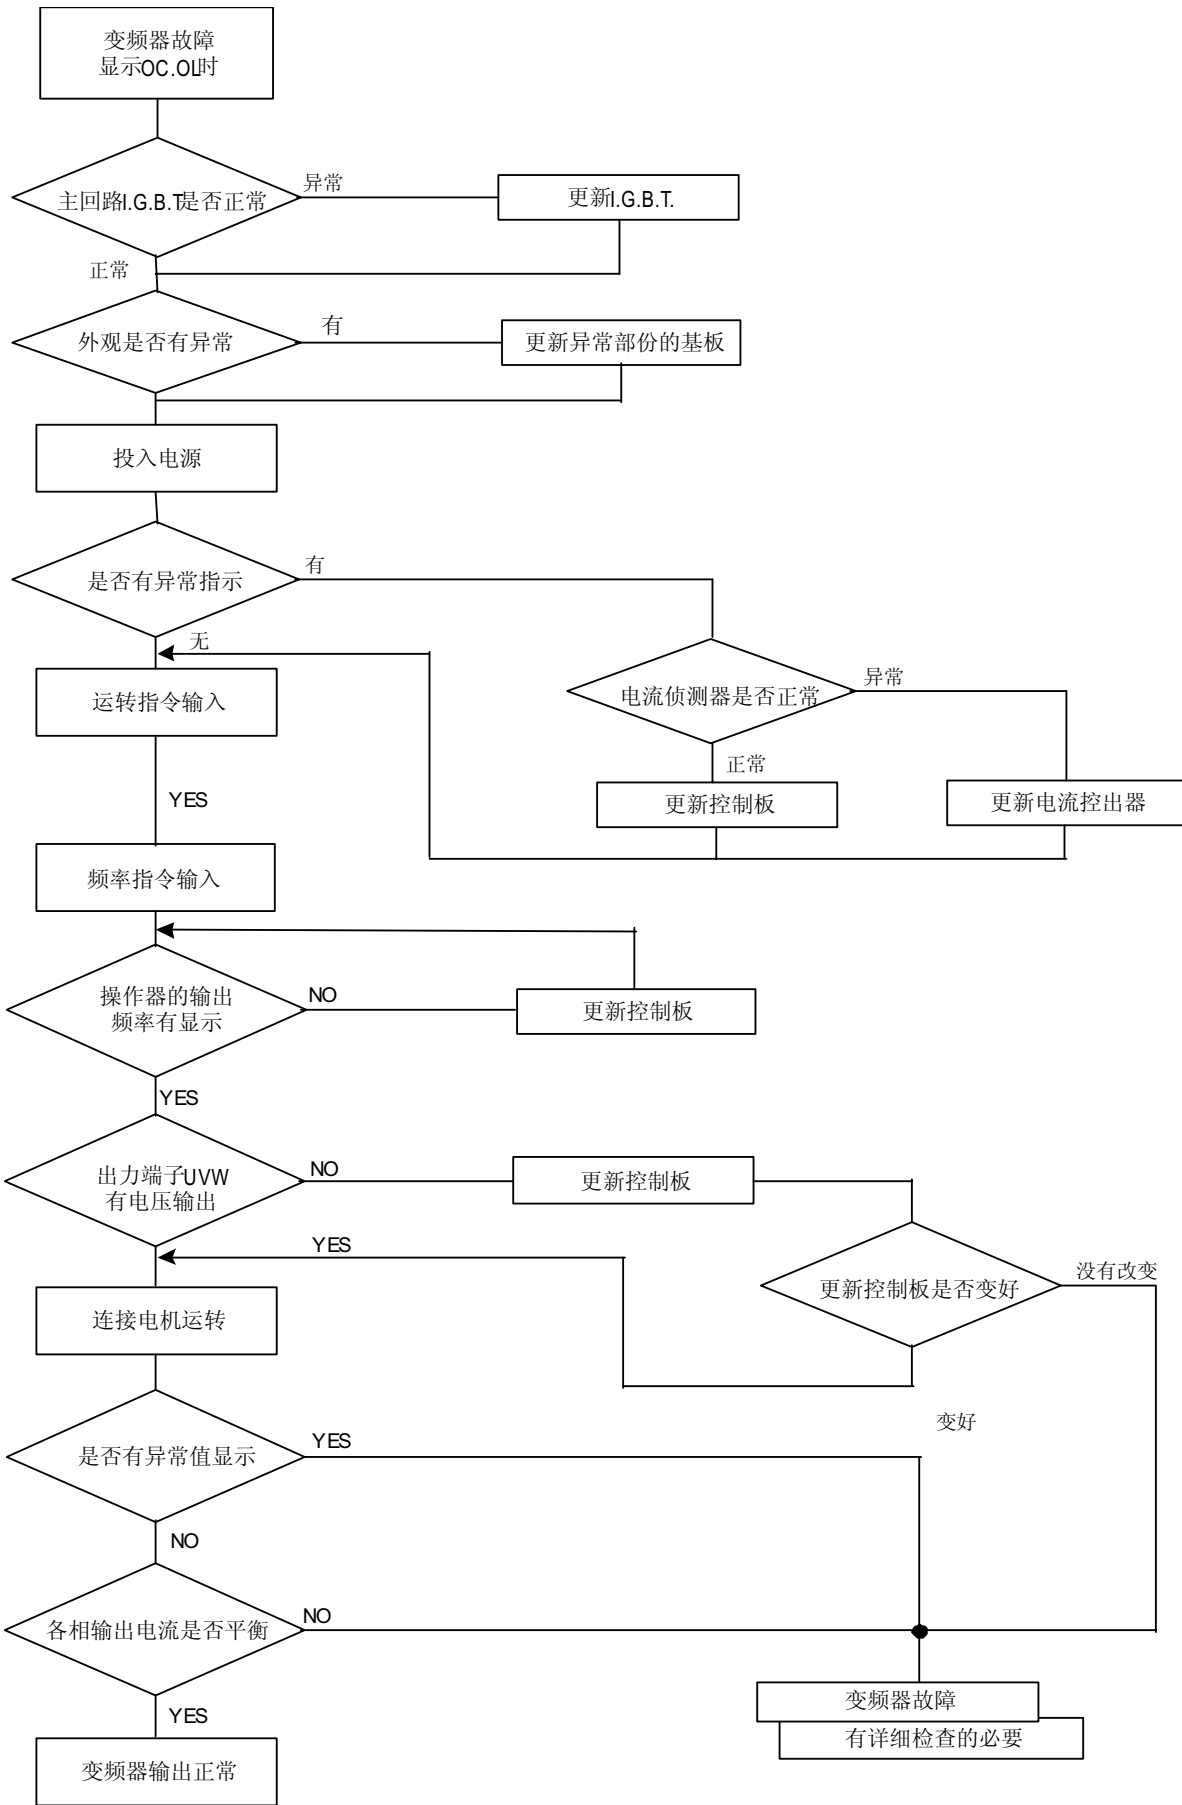 变频器故障
显示OC.OL时
主回路I.G.B.T是否正常
异常
更新I.G.B.T.
正常
外观是否有异常
有
更新异常部份的基板
投入电源
是否有异常指示
有
无
运转指令输入
电流侦测器是否正常
异常
正常
YES
更新控制板
更新电流控出器
频率指令输入
操作器的输出
频率有显示
NO
更新控制板
YES
出力端子UVW
有电压输出
NO
更新控制板
YES
更新控制板是否变好
没有改变
连接电机运转
变好
是否有异常值显示
YES
NO
各相输出电流是否平衡
NO
变频器故障
有详细检查的必要
YES
变频器输出正常